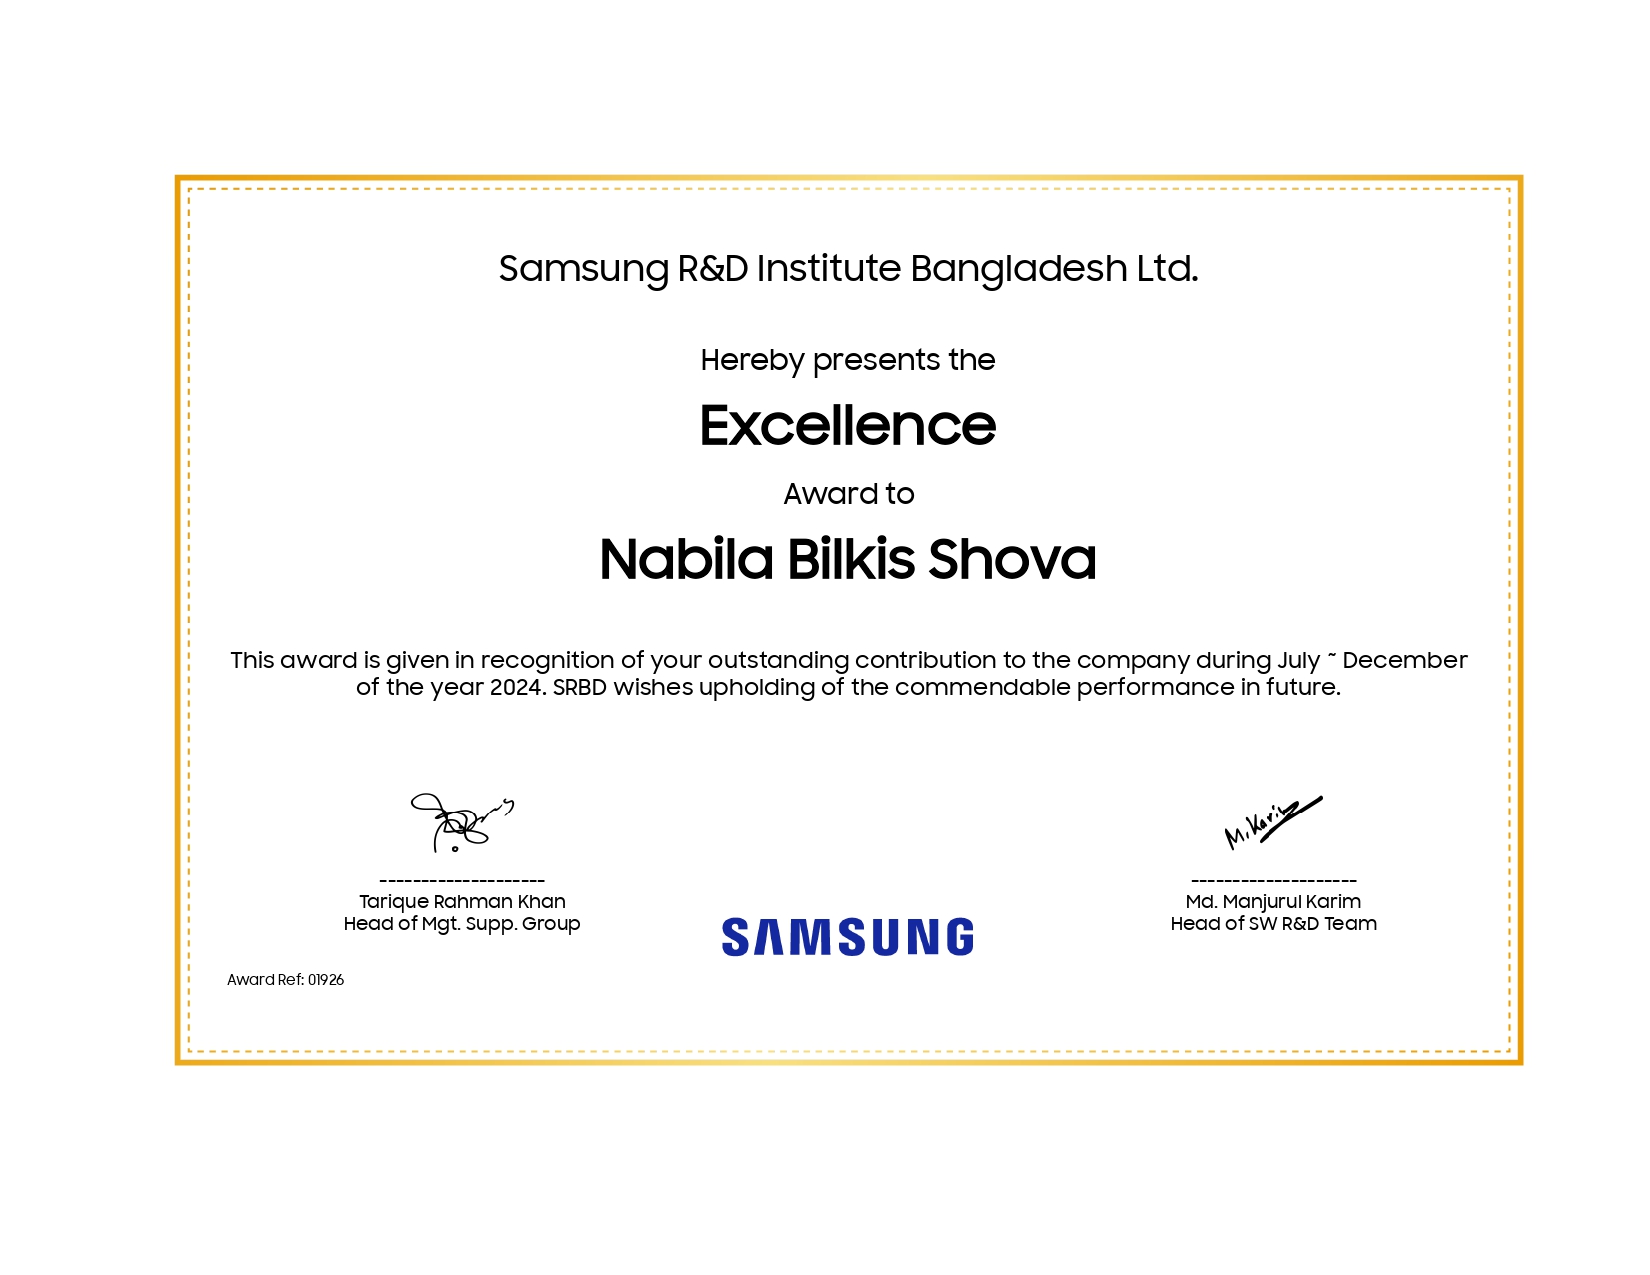 Samsung R&D Institute Bangladesh Ltd.
Hereby presents the
Excellence
Award to
Nabila Bilkis Shova
This award is given in recognition of your outstanding contribution to the company during July ~ December
of the year 2024. SRBD wishes upholding of the commendable performance in future.
M. Karim
--------------------
Tarique Rahman Khan
Head of Mgt. Supp. Group
--------------------
Md. Manjurul Karim
Head of SW R&D Team
SAMSUNG
Award Ref: 01926